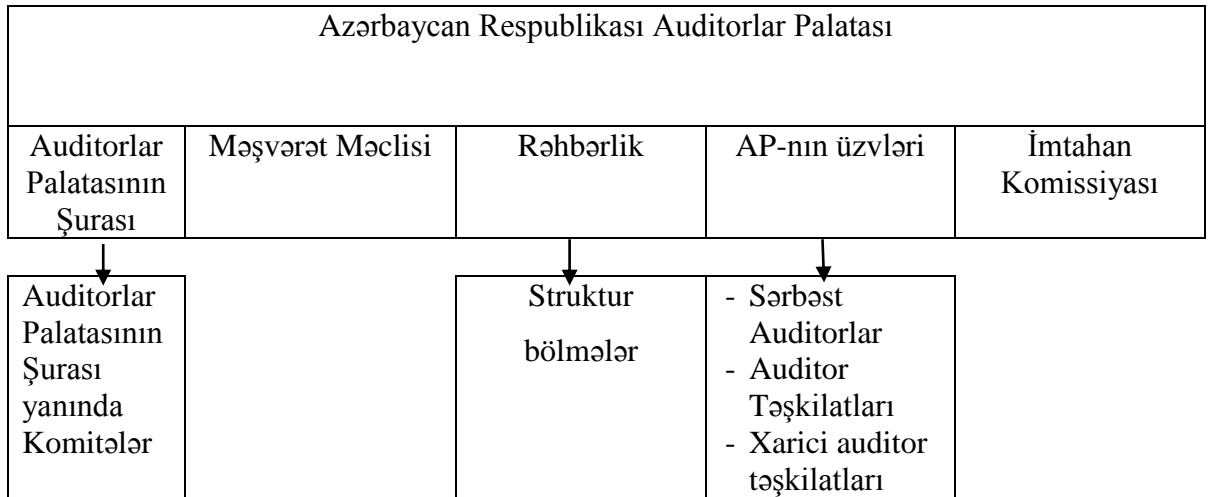 Azərbaycan Respublikası Auditorlar Palatası
Auditorlar
Palatasının
Şurası
Məşvərət Məclisi
Rəhbərlik
AP-nın üzvləri
İmtahan
Komissiyası
Auditorlar
Palatasının
Şurası
yanında
Komitələr
Struktur
bölmələr
- Sərbəst
Auditorlar
- Auditor
Təşkilatları
- Xarici auditor
təşkilatları